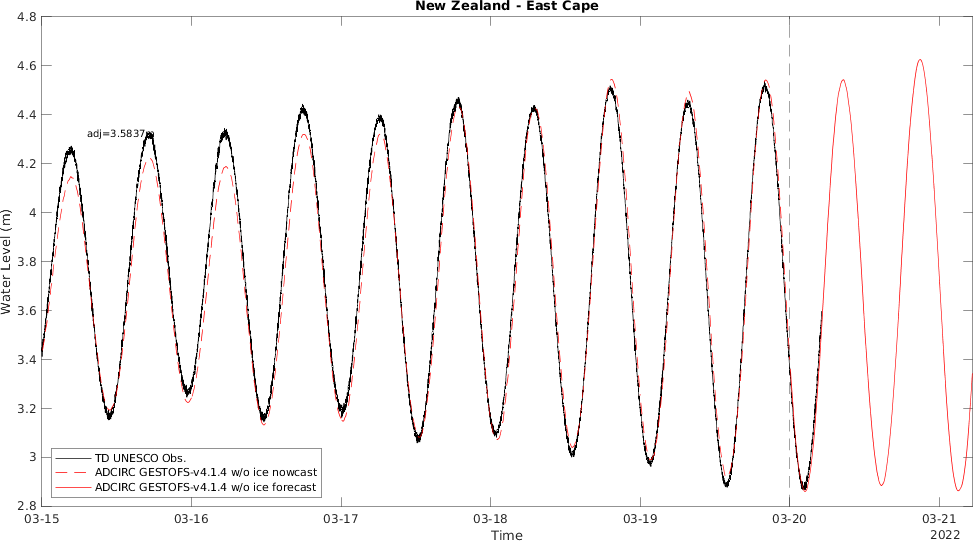 New Zealand - East Cape
4.8
4.6
4.4
4.2
4
3.8
3.6
3.4
3.2
3
2.8
Water Level (m)
adj=3.5837m
TD UNESCO Obs.
ADCIRC GESTOFS-v4.1.4 w/o ice nowcast
ADCIRC GESTOFS-v4.1.4 w/o ice forecast
03-15 03-16 03-17 03-18 03-19 03-20 03-21
Time
2022